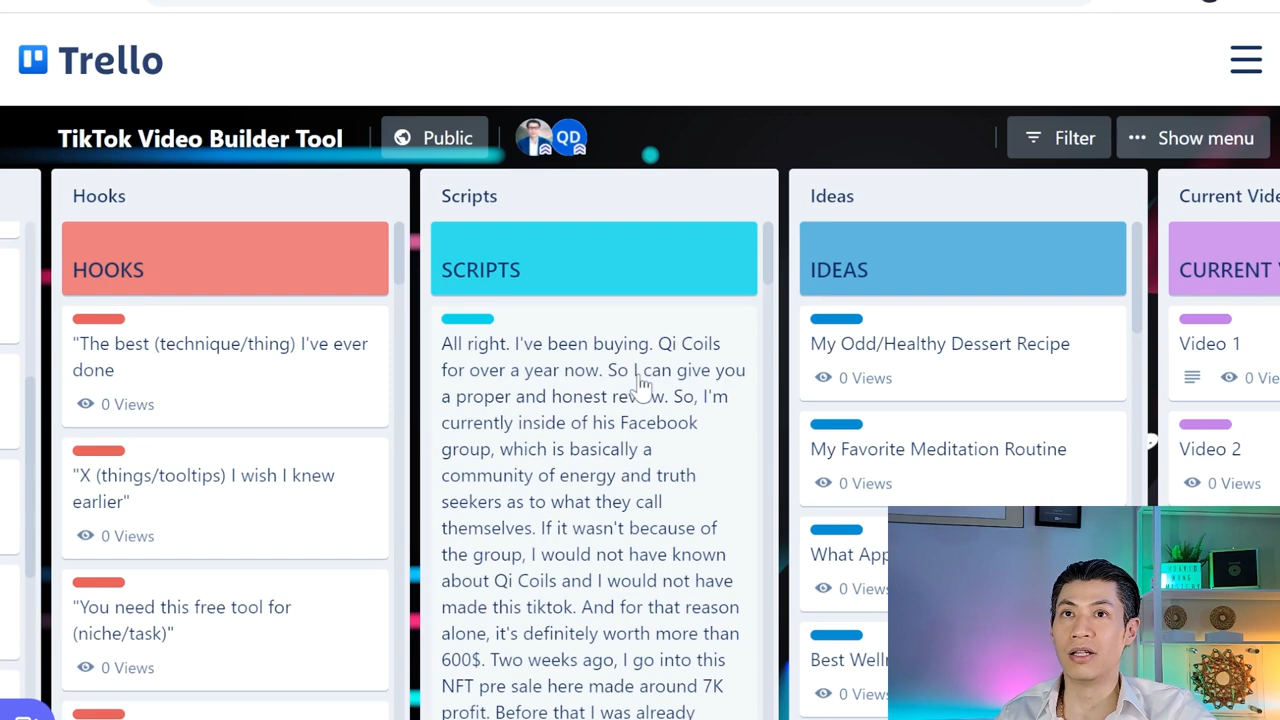 Trello
TikTok Video Builder Tool
Public
QD
Filter
Show menu
Hooks
HOOKS
"The best (technique/thing) I've ever
done
0 Views
"X (things/tooltips) I wish I knew
earlier"
0 Views
"You need this free tool for
(niche/task)"
0 Views
Scripts
SCRIPTS
All right. I've been buying. Qi Coils
for over a year now. So I can give you
a proper and honest review. So, I'm
currently inside of his Facebook
group, which is basically a
community of energy and truth
seekers as to what they call
themselves. If it wasn't because of
the group, I would not have known
about Qi Coils and I would not have
made this tiktok. And for that reason
alone, it's definitely worth more than
600$. Two weeks ago, I go into this
NFT pre sale here made around 7K
profit. Before that I was already
Ideas
IDEAS
My Odd/Healthy Dessert Recipe
0 Views
My Favorite Meditation Routine
0 Views
What App
0 Views
Best Well
0 Views
Current Vide
CURRENT
Video 1
0 Vie
Video 2
0 Views